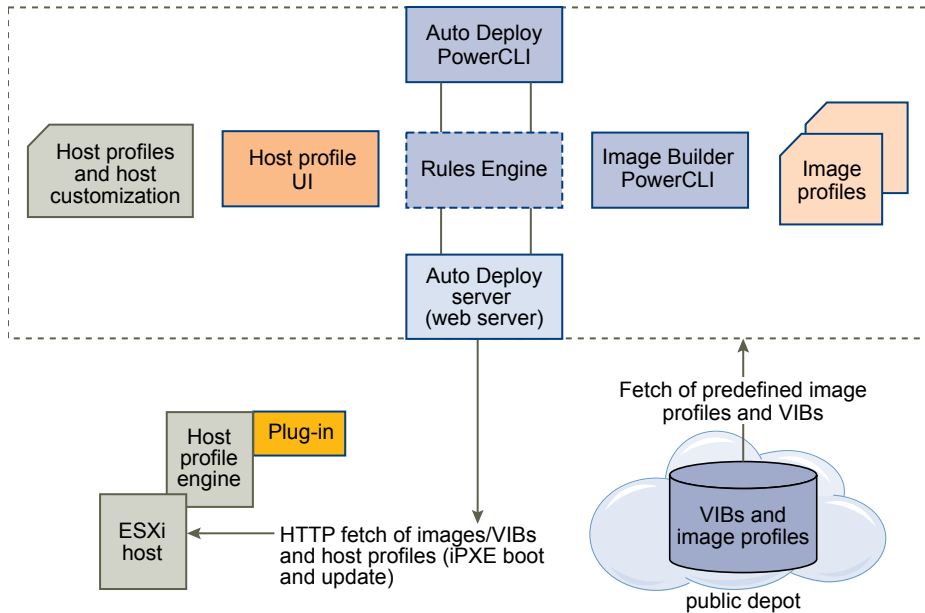 Auto Deploy
PowerCLI
Host profiles
and host
customization
Host profile
UI
Rules Engine
Image Builder
PowerCLI
Image
profiles
Auto Deploy
server
(web server)
Fetch of predefined image
profiles and VIBs
Plug-in
Host
profile
engine
ESXi
host
HTTP fetch of images/VIBs
and host profiles (iPXE boot
and update)
VIBs and
image profiles
public depot